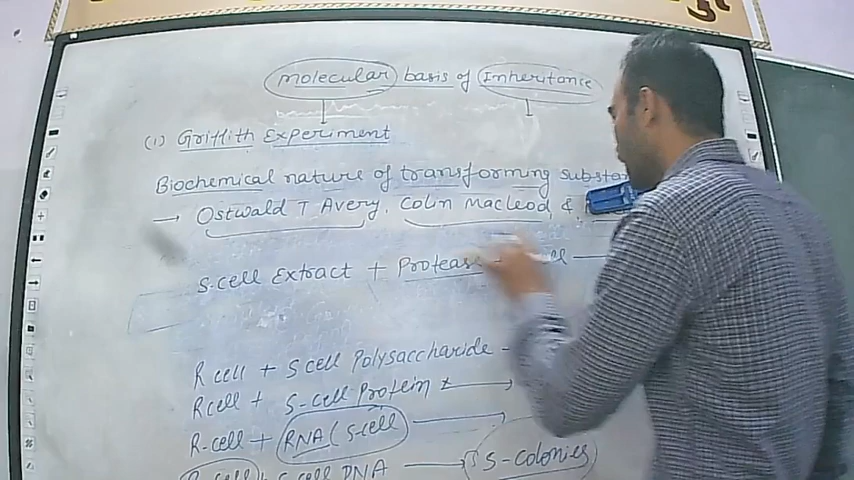 Molecular basis of Inheritance
(1) Griffith Experiment
Biochemical nature of transforming substan
→ Ostwald T Avery, Colin Macleod, &
S-cell Extract + Proteas
R cell + S cell Polysaccharide -
R cell + S-cell Protein x
R-cell + RNA (S-cell
R-cell + S-cell DNA → S-colonies